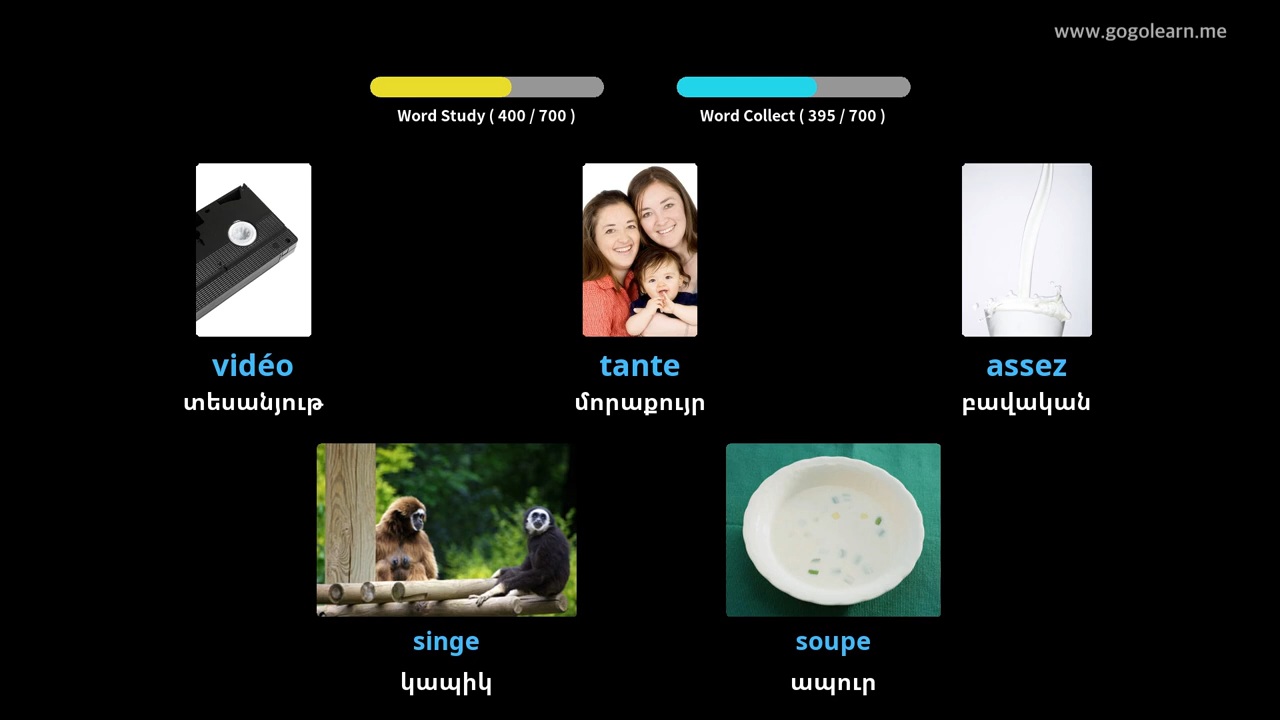 www.gogolearn.me
Word Study ( 400 / 700 )
Word Collect ( 395 / 700 )
vidéo
տեսանյութ
tante
մորաքույր
assez
բավական
singe
կապիկ
soupe
ապուր